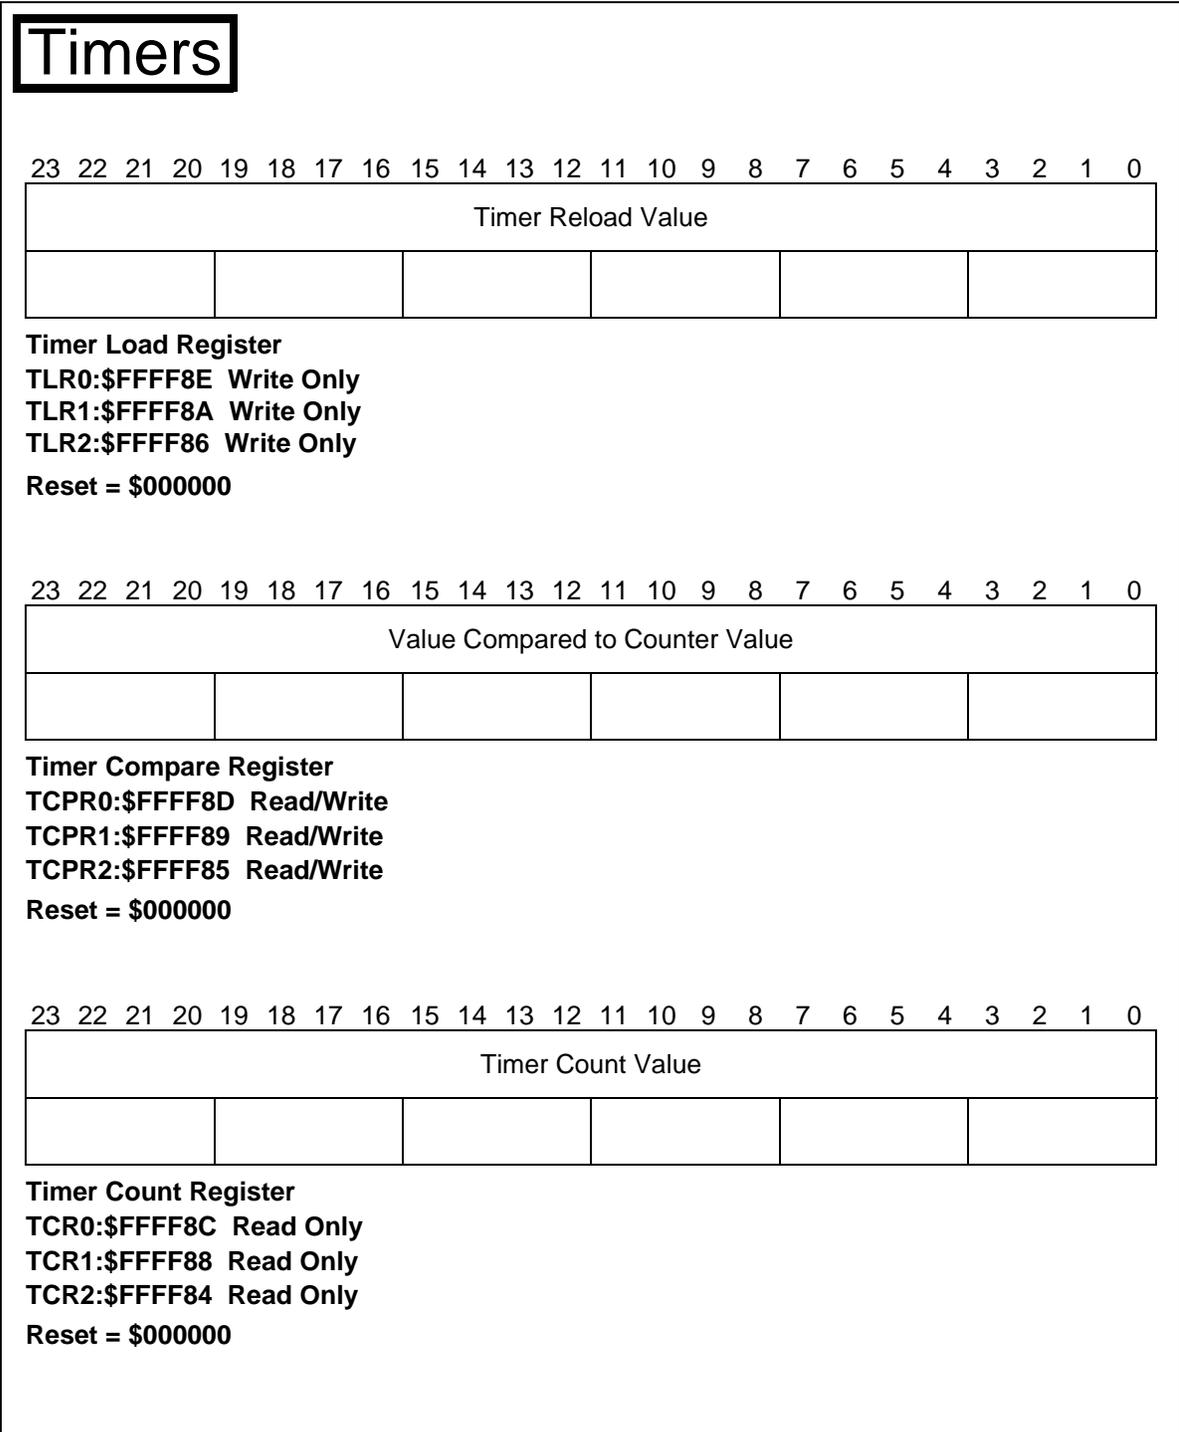 Timers
23 22 21 20 19 18 17 16 15 14 13 12 11 10 9 8 7 6 5 4 3 2 1 0
Timer Reload Value
Timer Load Register
TLR0:$FFFF8E Write Only
TLR1:$FFFF8A Write Only
TLR2:$FFFF86 Write Only
Reset = $000000
23 22 21 20 19 18 17 16 15 14 13 12 11 10 9 8 7 6 5 4 3 2 1 0
Value Compared to Counter Value
Timer Compare Register
TCPR0:$FFFF8D Read/Write
TCPR1:$FFFF89 Read/Write
TCPR2:$FFFF85 Read/Write
Reset = $000000
23 22 21 20 19 18 17 16 15 14 13 12 11 10 9 8 7 6 5 4 3 2 1 0
Timer Count Value
Timer Count Register
TCR0:$FFFF8C Read Only
TCR1:$FFFF88 Read Only
TCR2:$FFFF84 Read Only
Reset = $000000